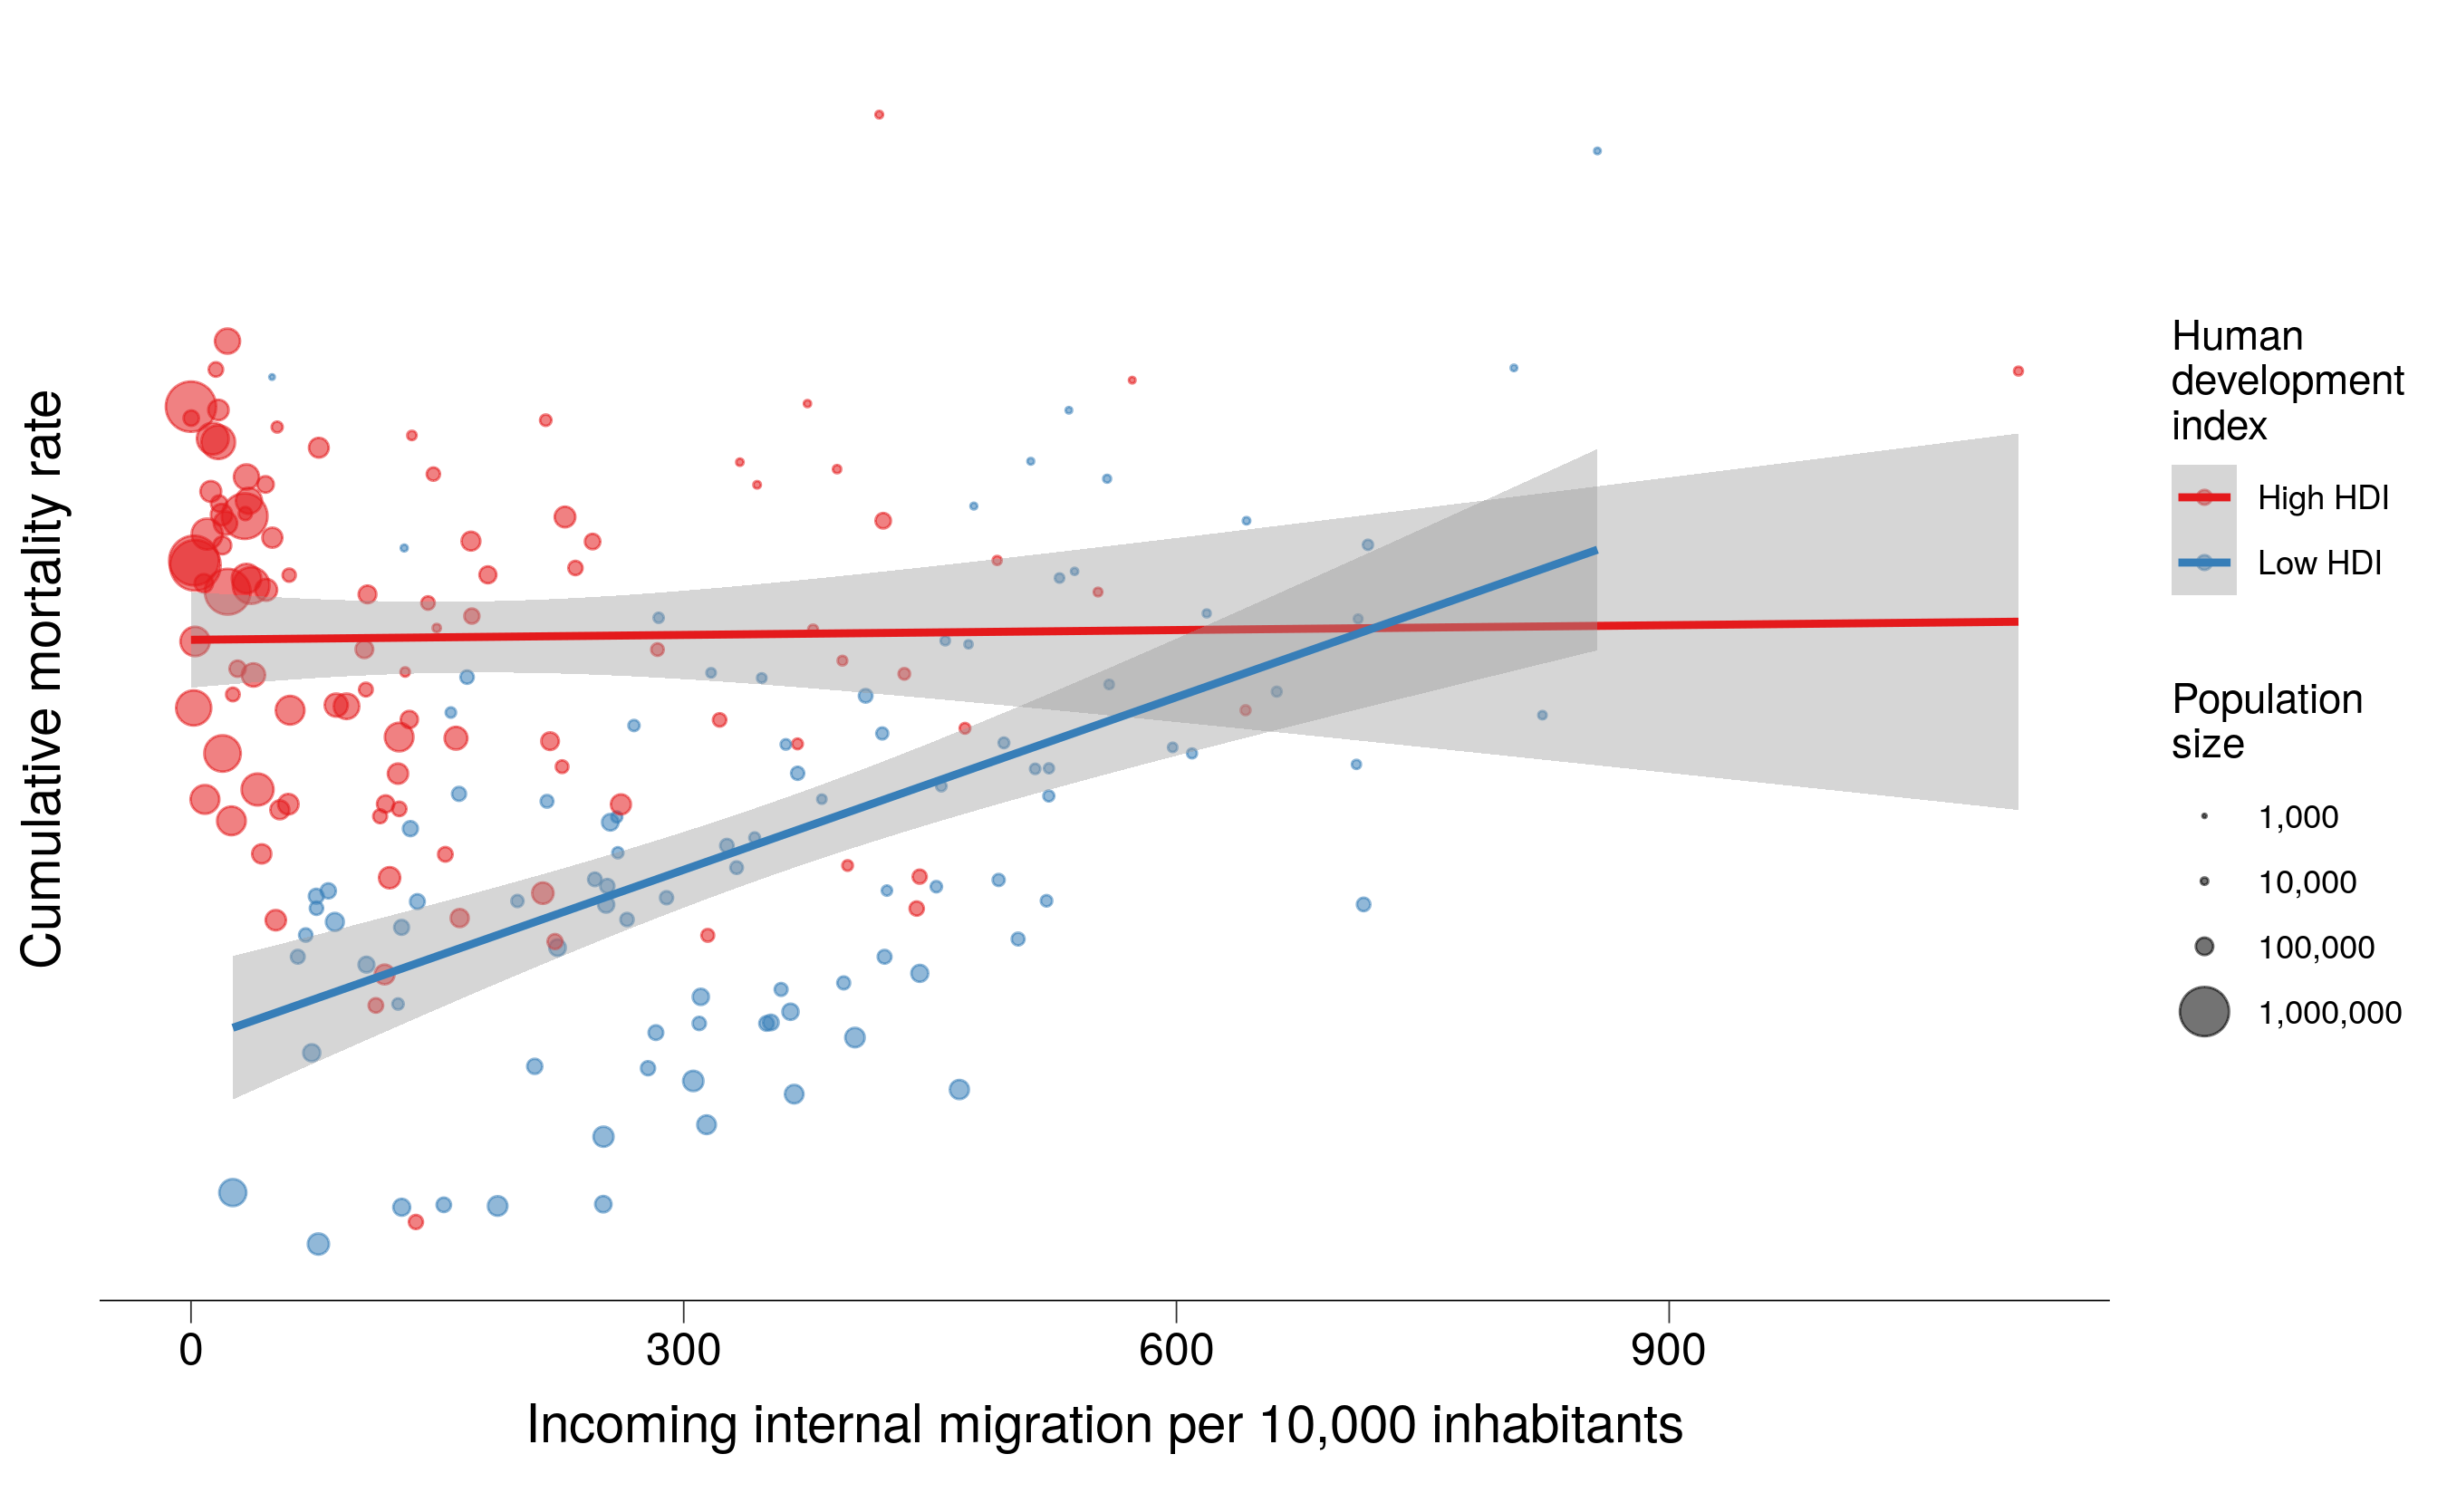 Cumulative mortality rate
0
300
600
900
Incoming internal migration per 10,000 inhabitants
Human
development
index
High HDI
Low HDI
Population
size
1,000
10,000
100,000
1,000,000